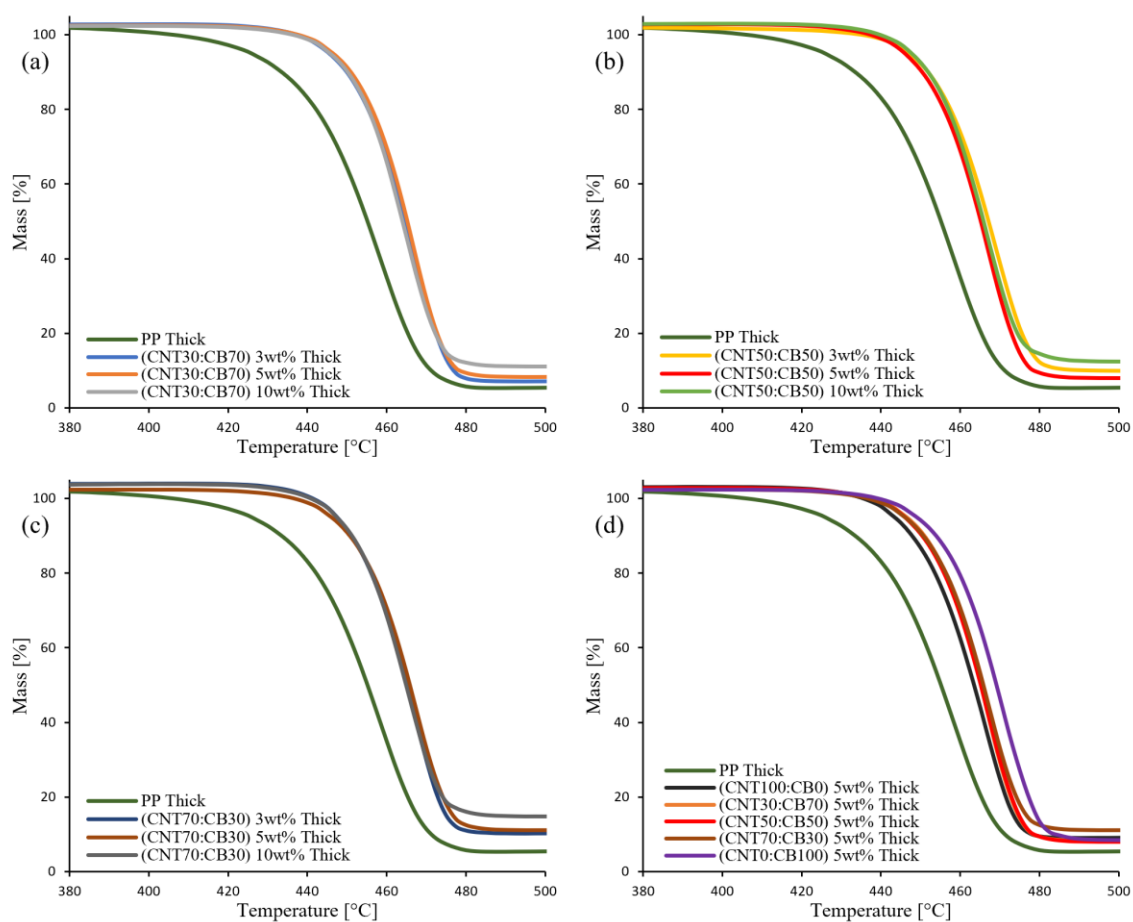 (a)
Mass [%]
100
80
60
40
20
0
PP Thick
(CNT30:CB70) 3wt% Thick
(CNT30:CB70) 5wt% Thick
(CNT30:CB70) 10wt% Thick
380 400 420 440 460 480 500
Temperature [°C]
(b)
Mass [%]
100
80
60
40
20
0
PP Thick
(CNT50:CB50) 3wt% Thick
(CNT50:CB50) 5wt% Thick
(CNT50:CB50) 10wt% Thick
380 400 420 440 460 480 500
Temperature [°C]
(c)
Mass [%]
100
80
60
40
20
0
PP Thick
(CNT70:CB30) 3wt% Thick
(CNT70:CB30) 5wt% Thick
(CNT70:CB30) 10wt% Thick
380 400 420 440 460 480 500
Temperature [°C]
(d)
Mass [%]
100
80
60
40
20
0
PP Thick
(CNT100:CB0) 5wt% Thick
(CNT30:CB70) 5wt% Thick
(CNT50:CB50) 5wt% Thick
(CNT70:CB30) 5wt% Thick
(CNT0:CB100) 5wt% Thick
380 400 420 440 460 480 500
Temperature [°C]